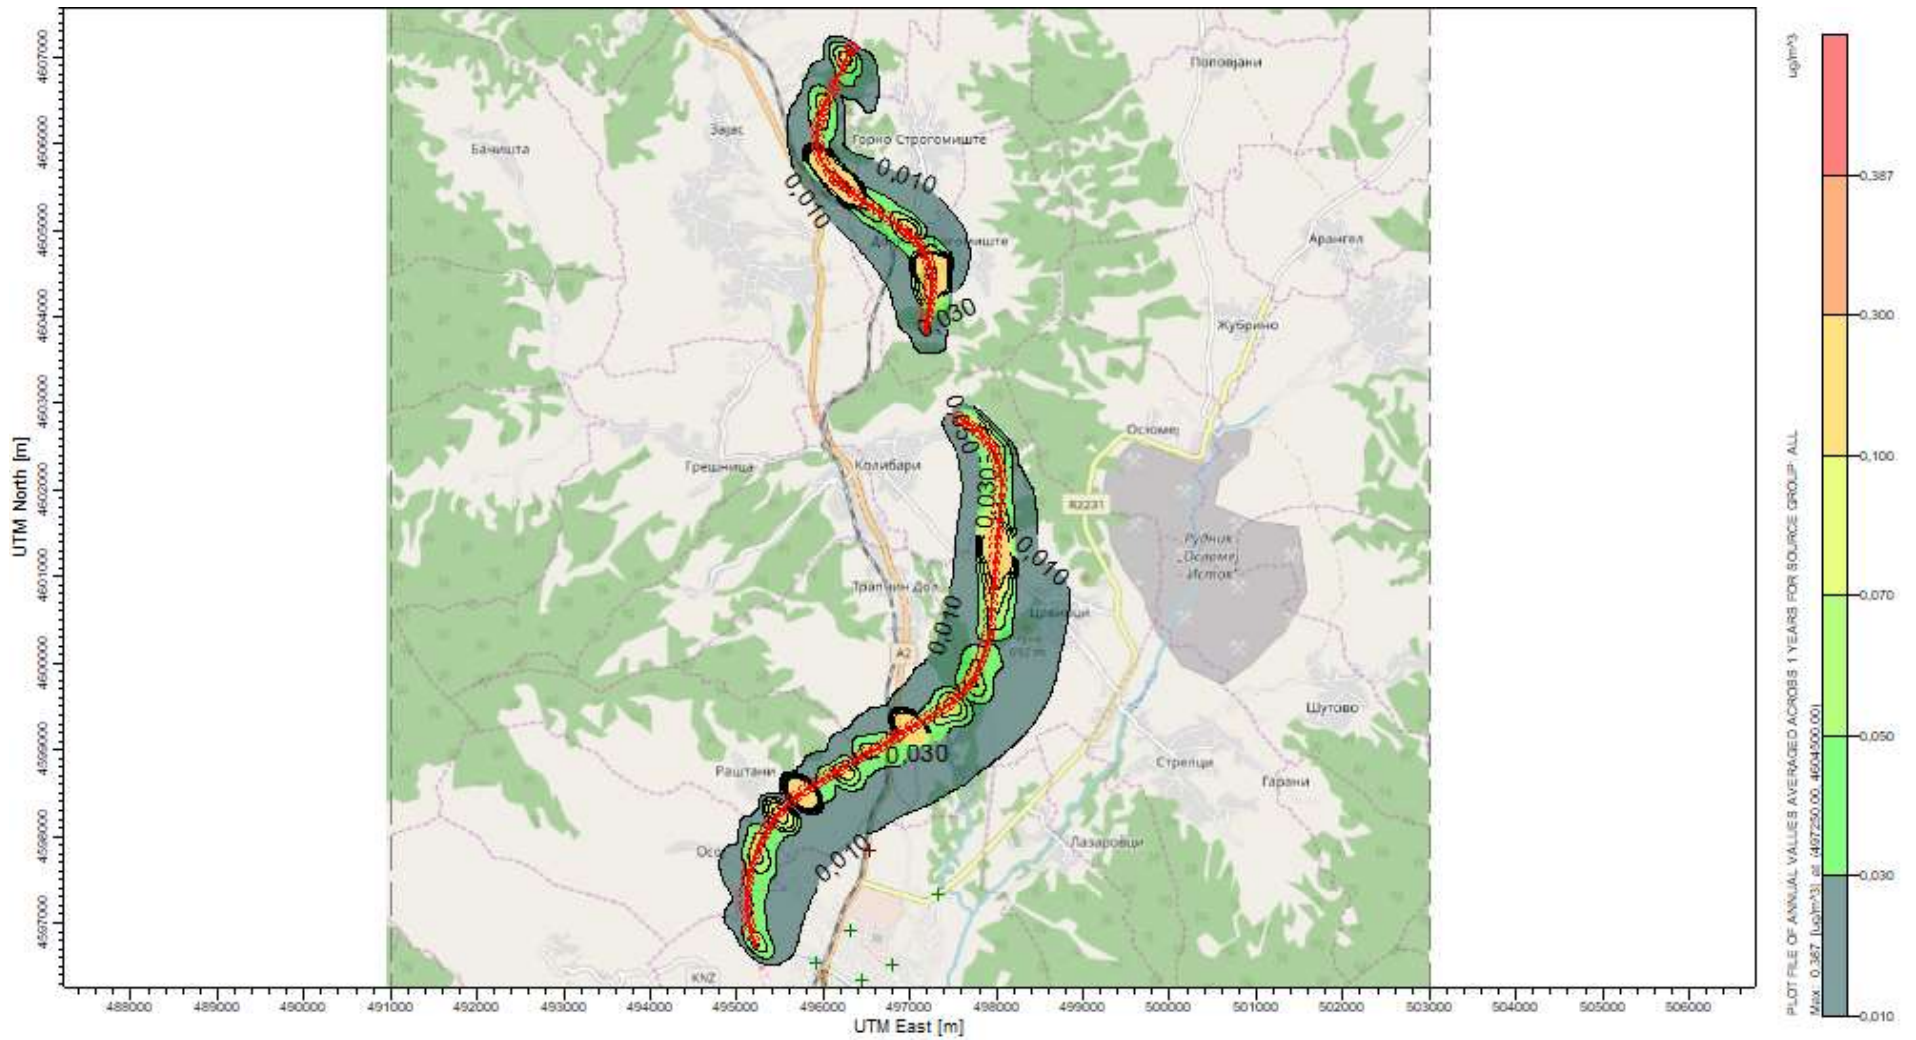 ug/m^3
4607000
Поповјани
Зајас
Горно Строгомиште
4606000
Бачишта
0,010
0,387
0,010
4605000
Арангел
0,300
4604000
Жубрино
4603000
Осломеј
0,100
Грешница
Колибари
4602000
0,030
R2231
Рудник
0,010
„Осломеј
Исток“
4601000
Трапчин Дол
0,070
0,010
4600000
A2
Шутово
0,050
4599000
0,030
Стрелци
Раштани
Гарани
4598000
Лазаровци
0,010
0,030
4597000
KNZ
0,010
488000 489000 490000 491000 492000 493000 494000 495000 496000 497000 498000 499000 500000 501000 502000 503000 504000 505000 506000
UTM East [m]
UTM North [m]
PLOT FILE OF ANNUAL VALUES AVERAGED ACROSS 1 YEARS FOR SOURCE GROUP: ALL
Max: 0.387 [ug/m^3] at (497250.00, 4604500.00)